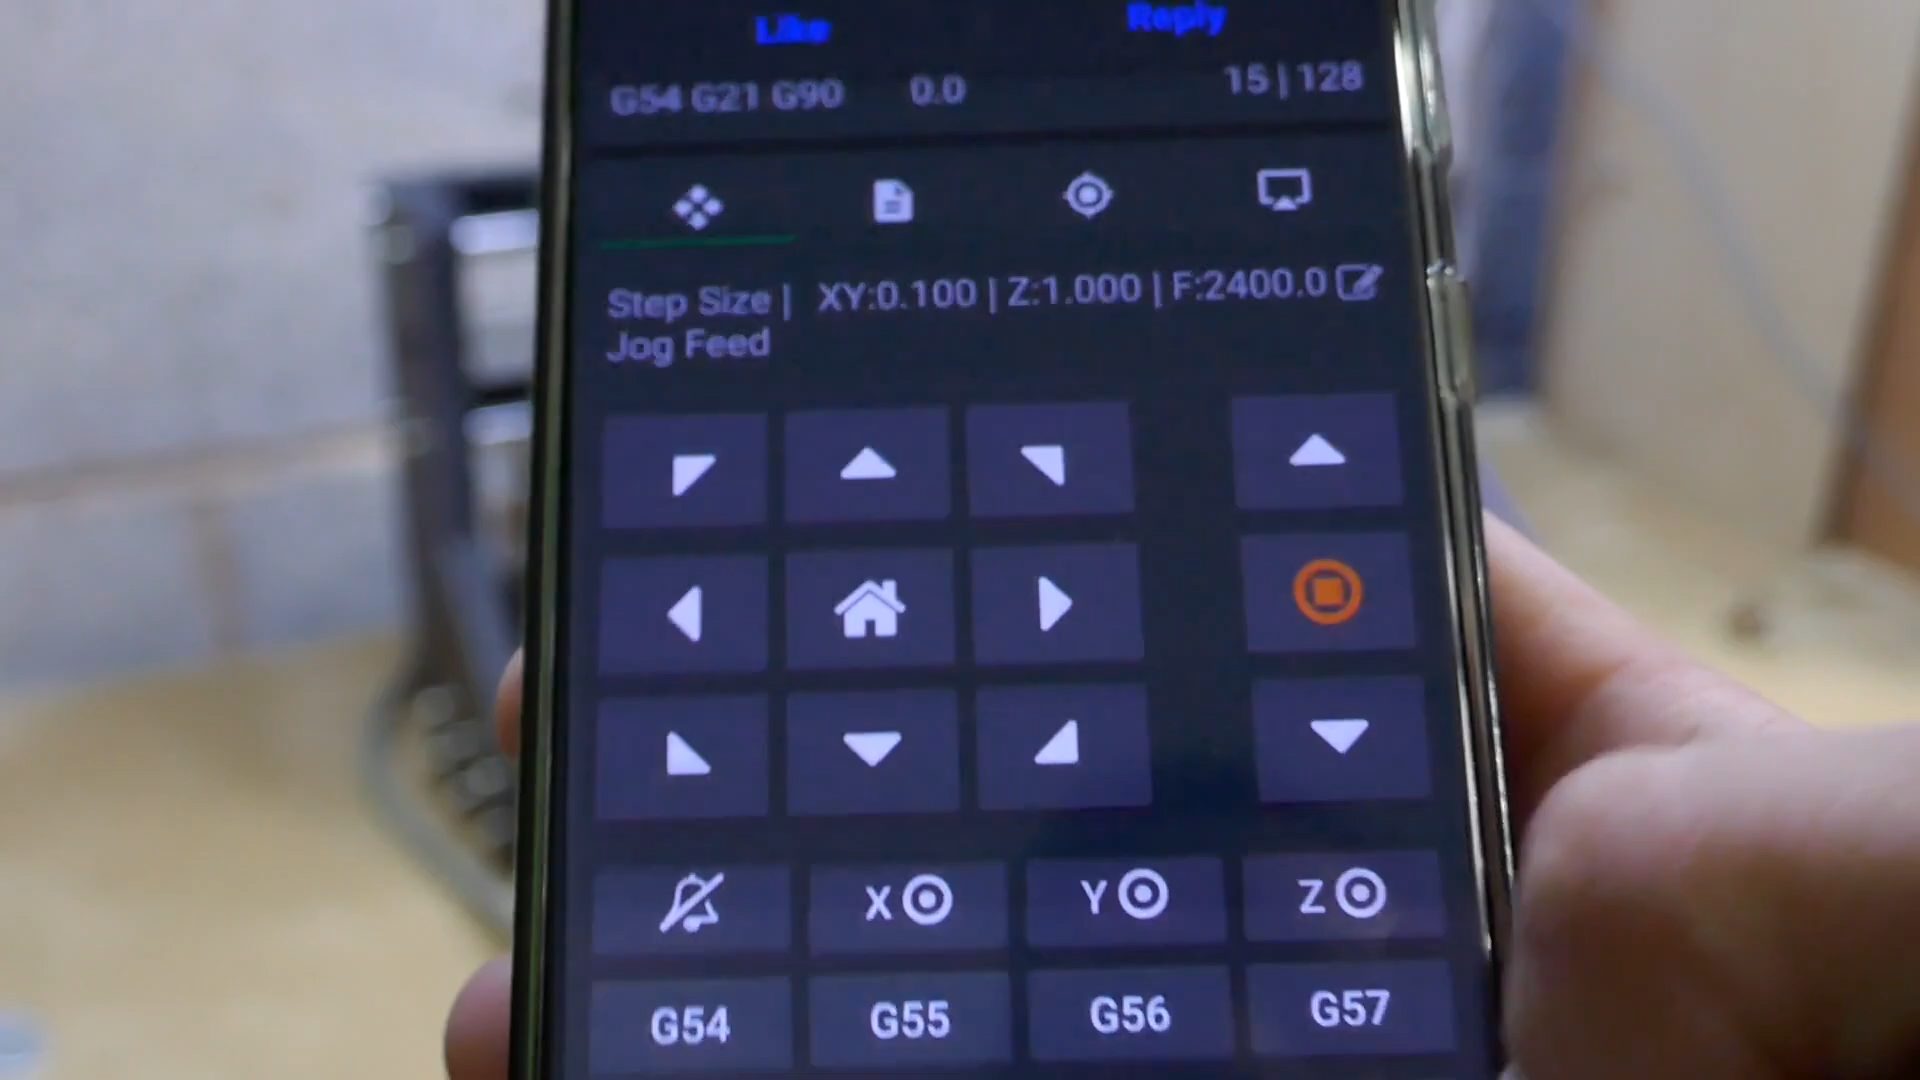 Like Reply
G54 G21 G90 0.0 15 | 128
Step Size | XY:0.100 | Z:1.000 | F:2400.0
Jog Feed
X Y Z
G54 G55 G56 G57